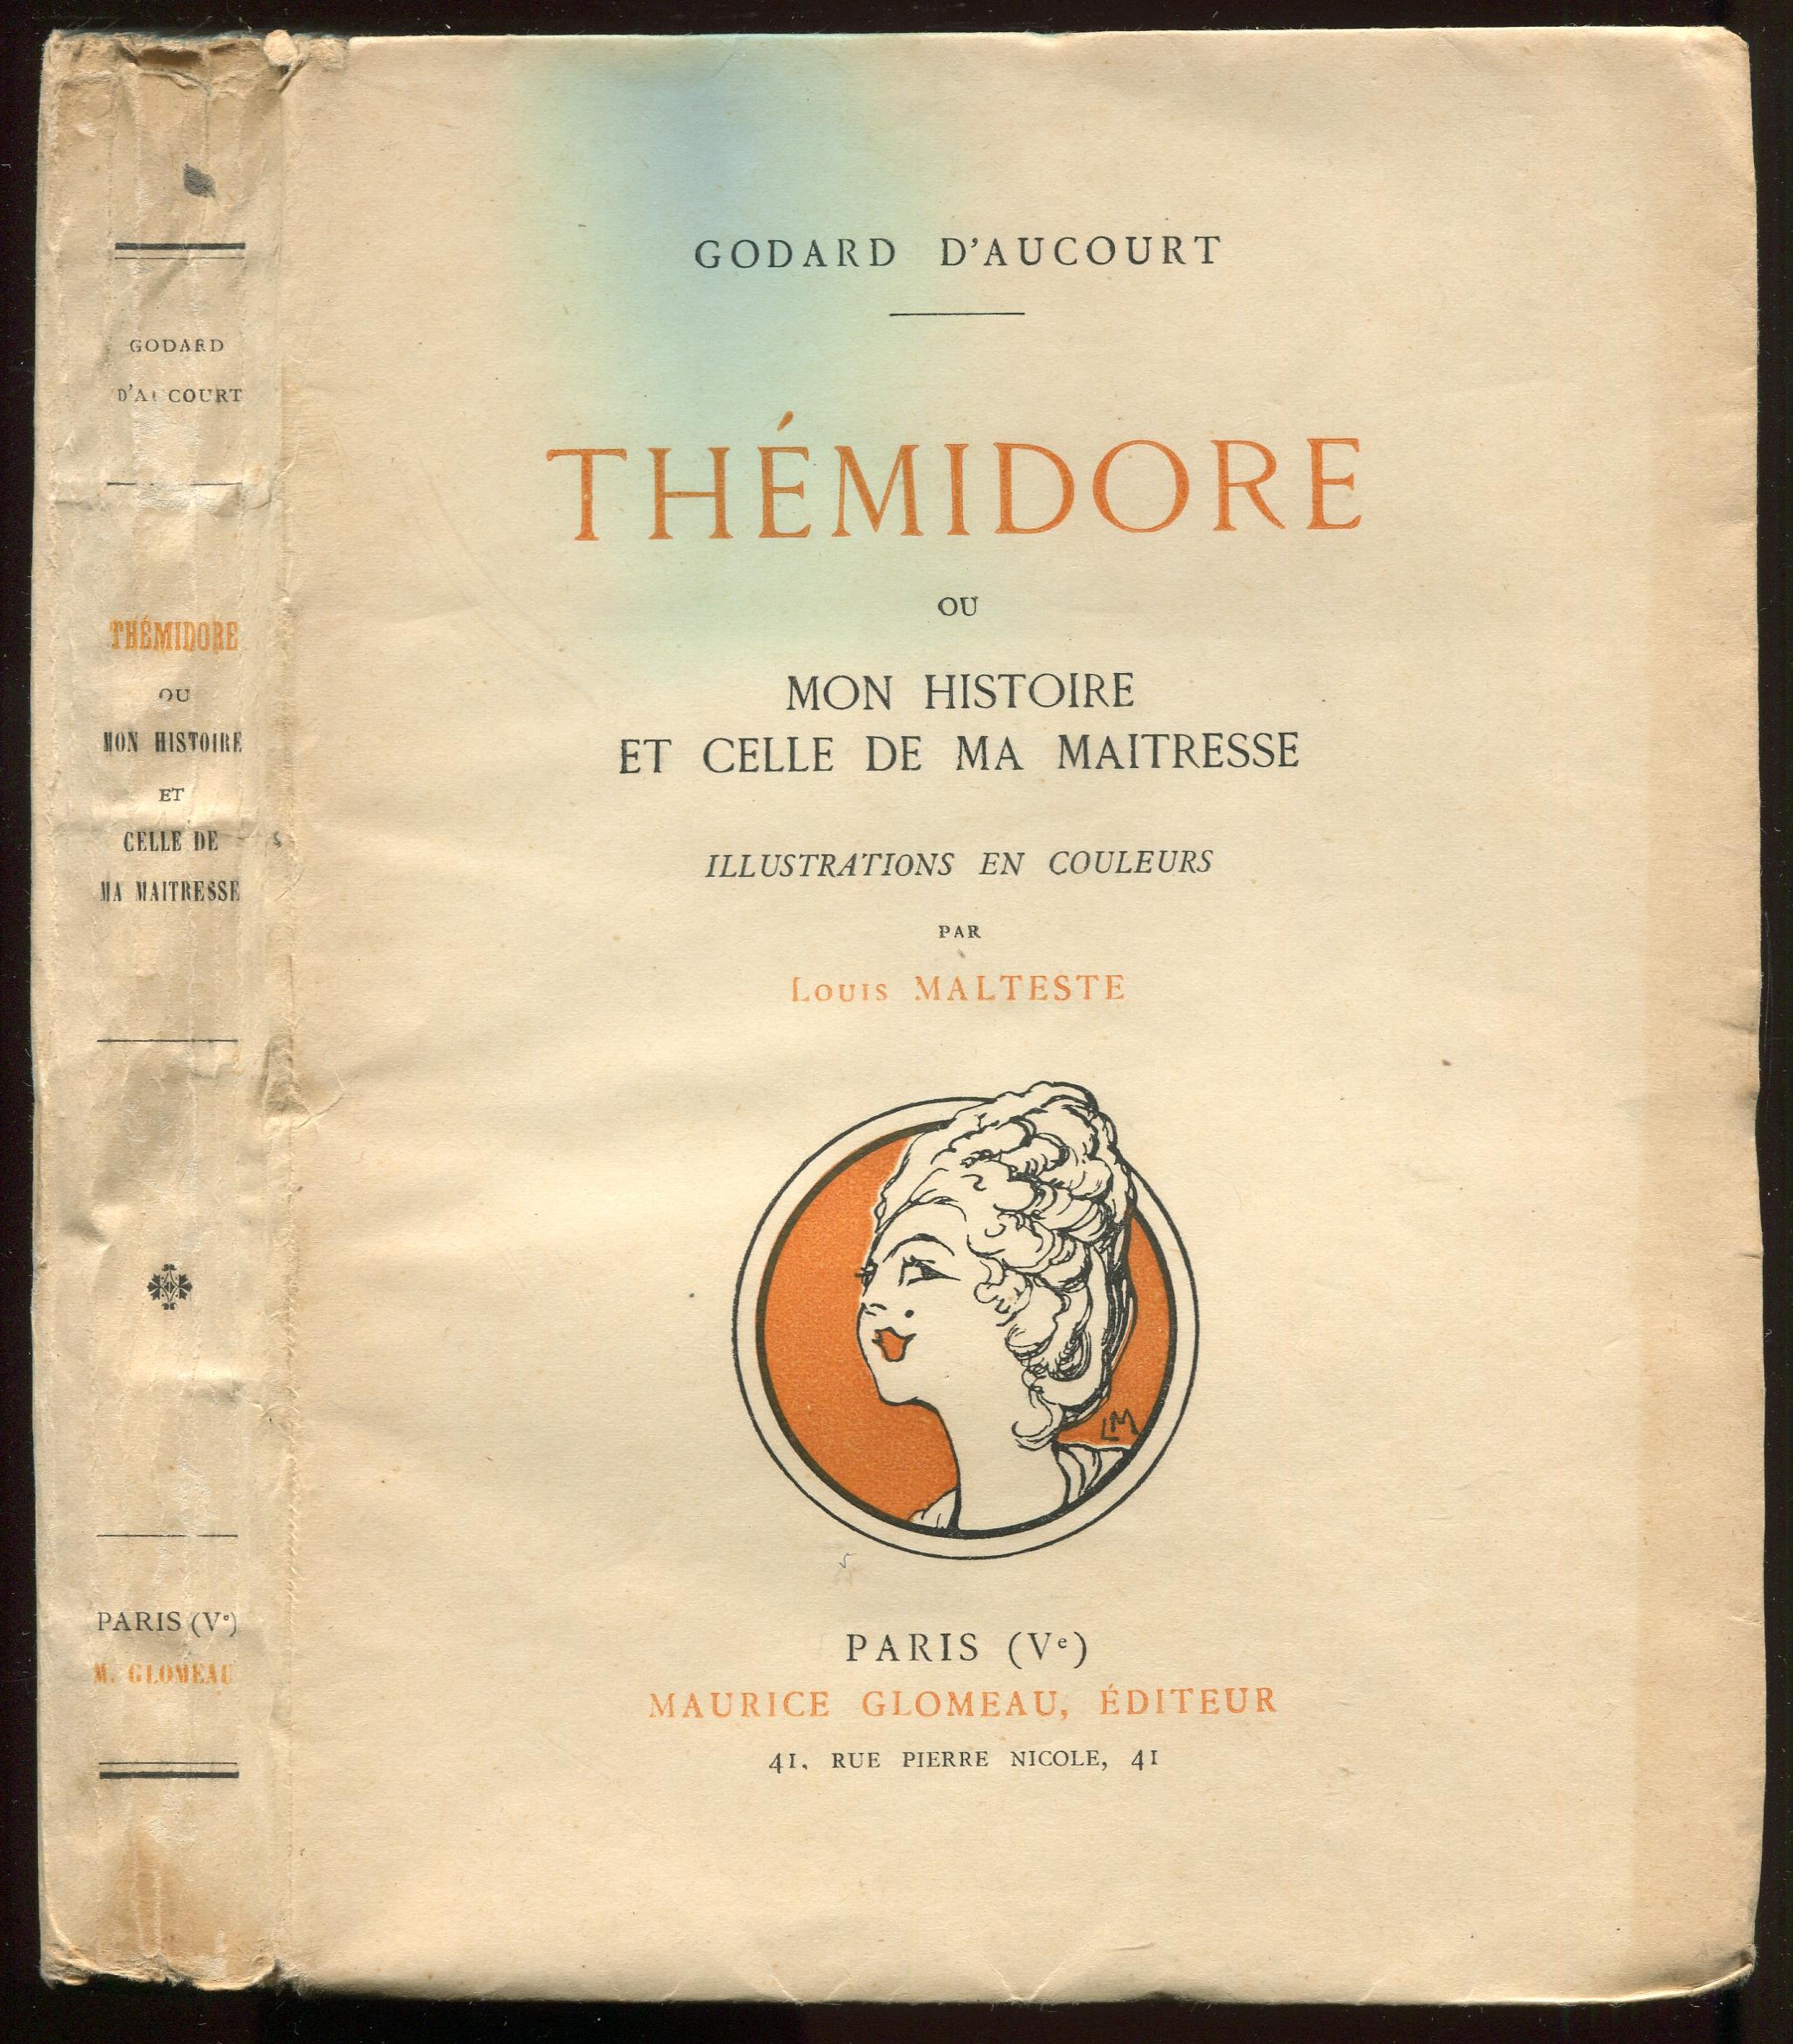 GODARD
D'AUCOURT
THÉMIDORE
OU
MON HISTOIRE
ET
CELLE DE
MA MAITRESSE
PARIS (Ve)
M. GLOMEAU
GODARD D'AUCOURT
THÉMIDORE
OU
MON HISTOIRE
ET CELLE DE MA MAITRESSE
ILLUSTRATIONS EN COULEURS
PAR
LOUIS MALTESTE
LM
PARIS (Ve)
MAURICE GLOMEAU, ÉDITEUR
41, RUE PIERRE NICOLE, 41